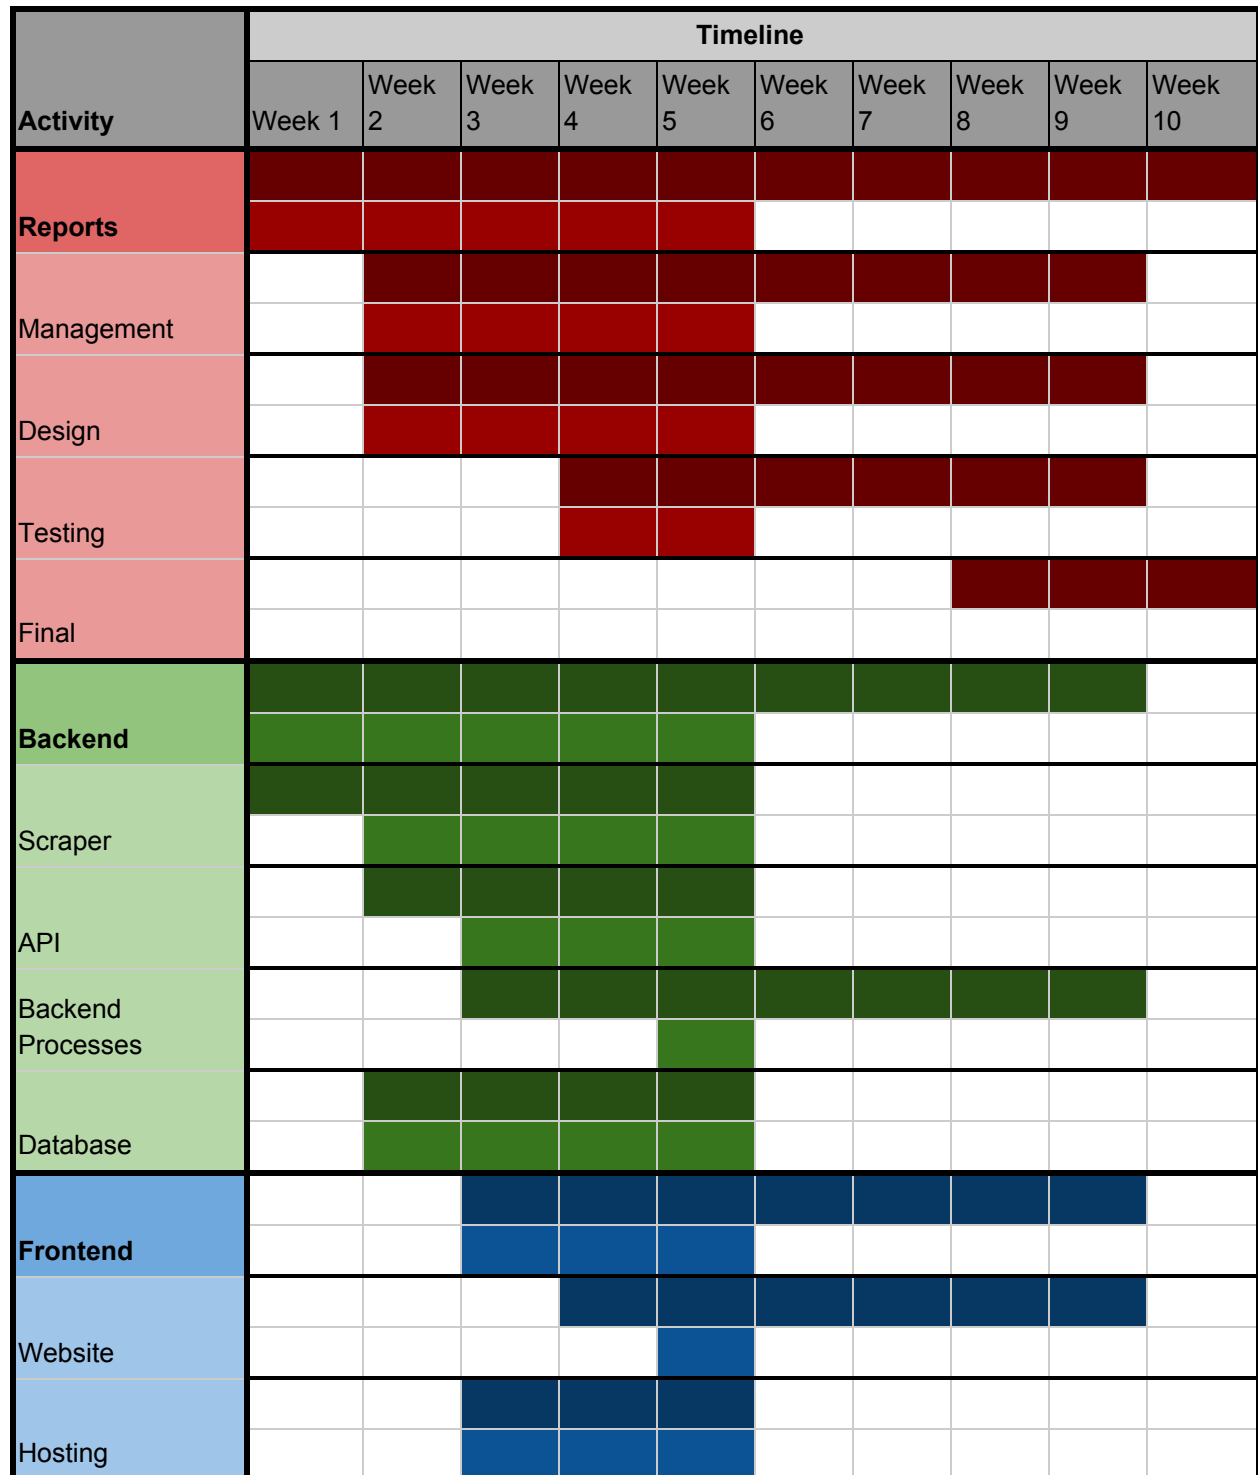 Timeline
Activity
Week 1
Week
2
Week
3
Week
4
Week
5
Week
6
Week
7
Week
8
Week
9
Week
10
Reports
Management
Design
Testing
Final
Backend
Scraper
API
Backend
Processes
Database
Frontend
Website
Hosting